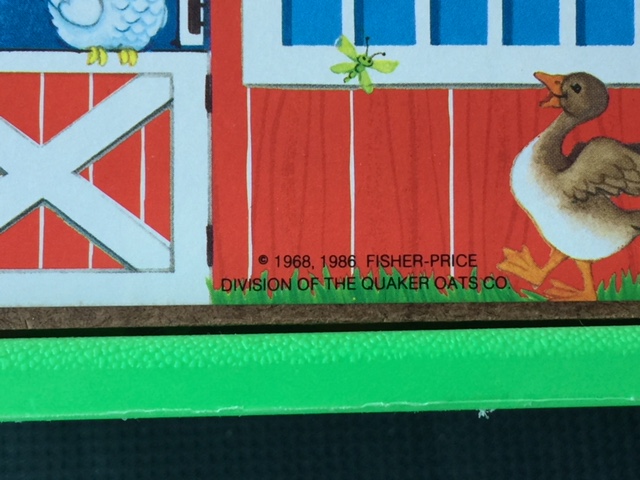 © 1968, 1986 FISHER-PRICE
DIVISION OF THE QUAKER OATS CO.